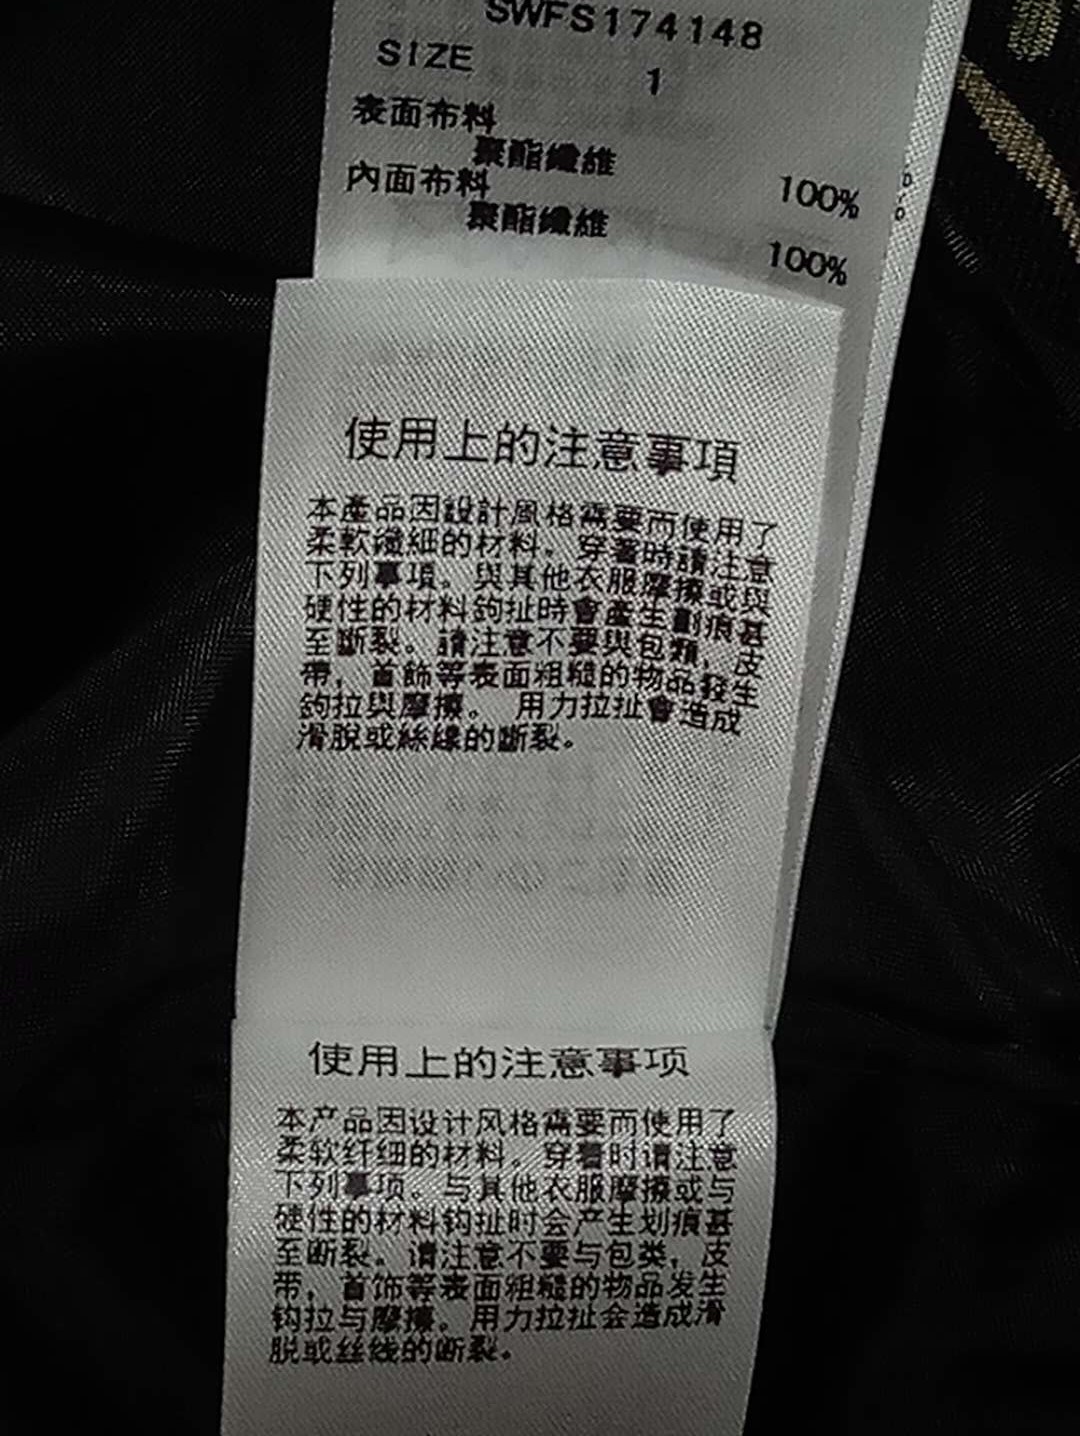 SWFS174148
SIZE 1
表面布料
聚酯纖維 100%
內面布料
聚酯纖維 100%
使用上的注意事項
本產品因設計風格需要而使用了
柔軟纖細的材料。穿著時請注意
下列事項。與其他衣服摩擦或與
硬性的材料鉤扯時會產生劃痕甚
至斷裂。請注意不要與包類，皮
帶，首飾等表面粗糙的物品發生
鉤拉與摩擦。用力拉扯會造成
滑脫或絲線的斷裂。
使用上的注意事项
本产品因设计风格需要而使用了
柔软纤细的材料。穿着时请注意
下列事项。与其他衣服摩擦或与
硬性的材料钩扯时会产生划痕甚
至断裂。请注意不要与包类，皮
带，首饰等表面粗糙的物品发生
钩拉与摩擦。用力拉扯会造成滑
脱或丝线的断裂。